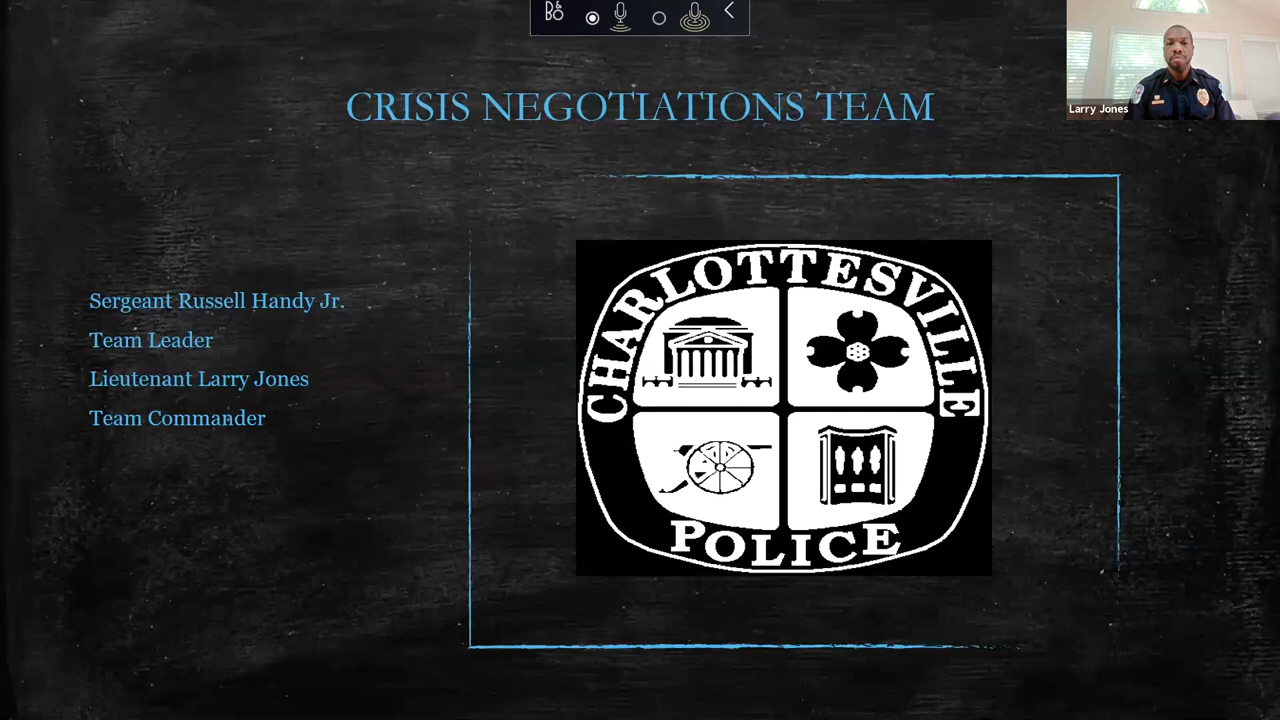 B&O
CRISIS NEGOTIATIONS TEAM
Larry Jones
Sergeant Russell Handy Jr.
Team Leader
Lieutenant Larry Jones
Team Commander
CHARLOTTESVILLE
POLICE